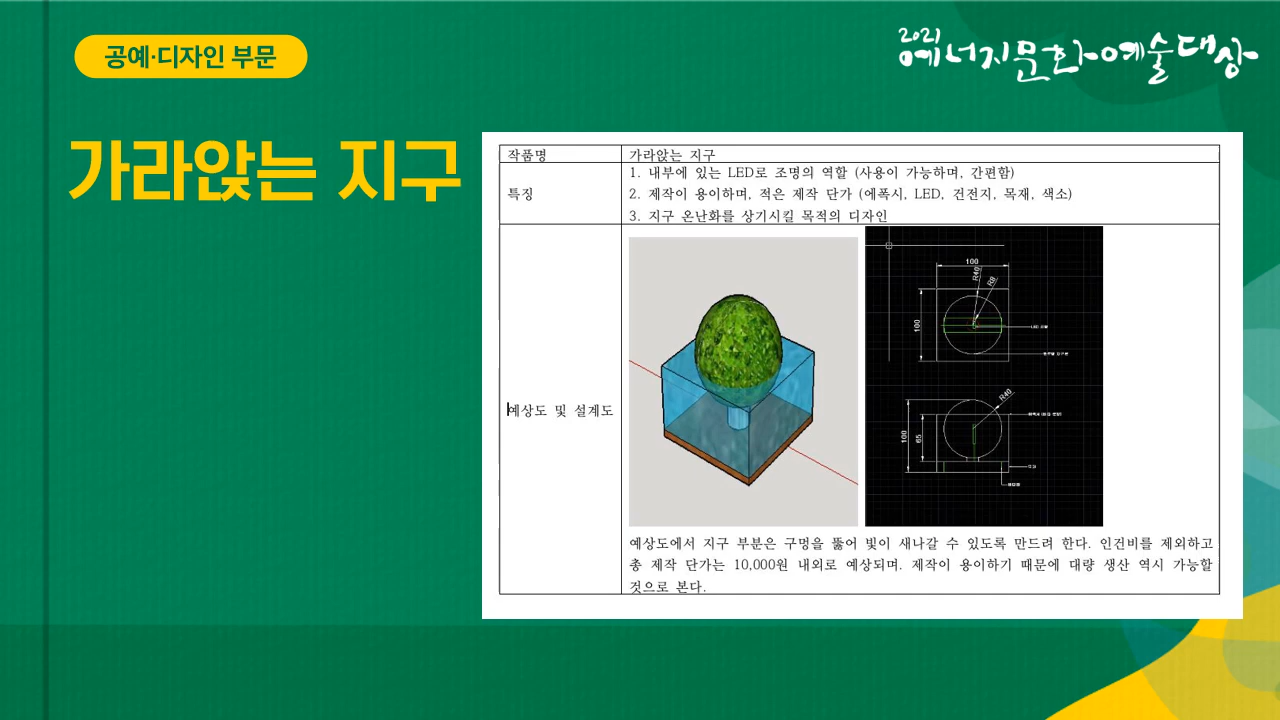 공예·디자인 부문
2021
에너지문화예술대상
가라앉는 지구
작품명
가라앉는 지구
특징
1. 내부에 있는 LED로 조명의 역할 (사용이 가능하며, 간편함)
2. 제작이 용이하며, 적은 제작 단가 (에폭시, LED, 건전지, 목재, 색소)
3. 지구 온난화를 상기시킬 목적의 디자인
예상도 및 설계도
100
R40
R8
100
R40
100
65
예상도에서 지구 부분은 구멍을 뚫어 빛이 새나갈 수 있도록 만드려 한다. 인건비를 제외하고
총 제작 단가는 10,000원 내외로 예상되며. 제작이 용이하기 때문에 대량 생산 역시 가능할
것으로 본다.